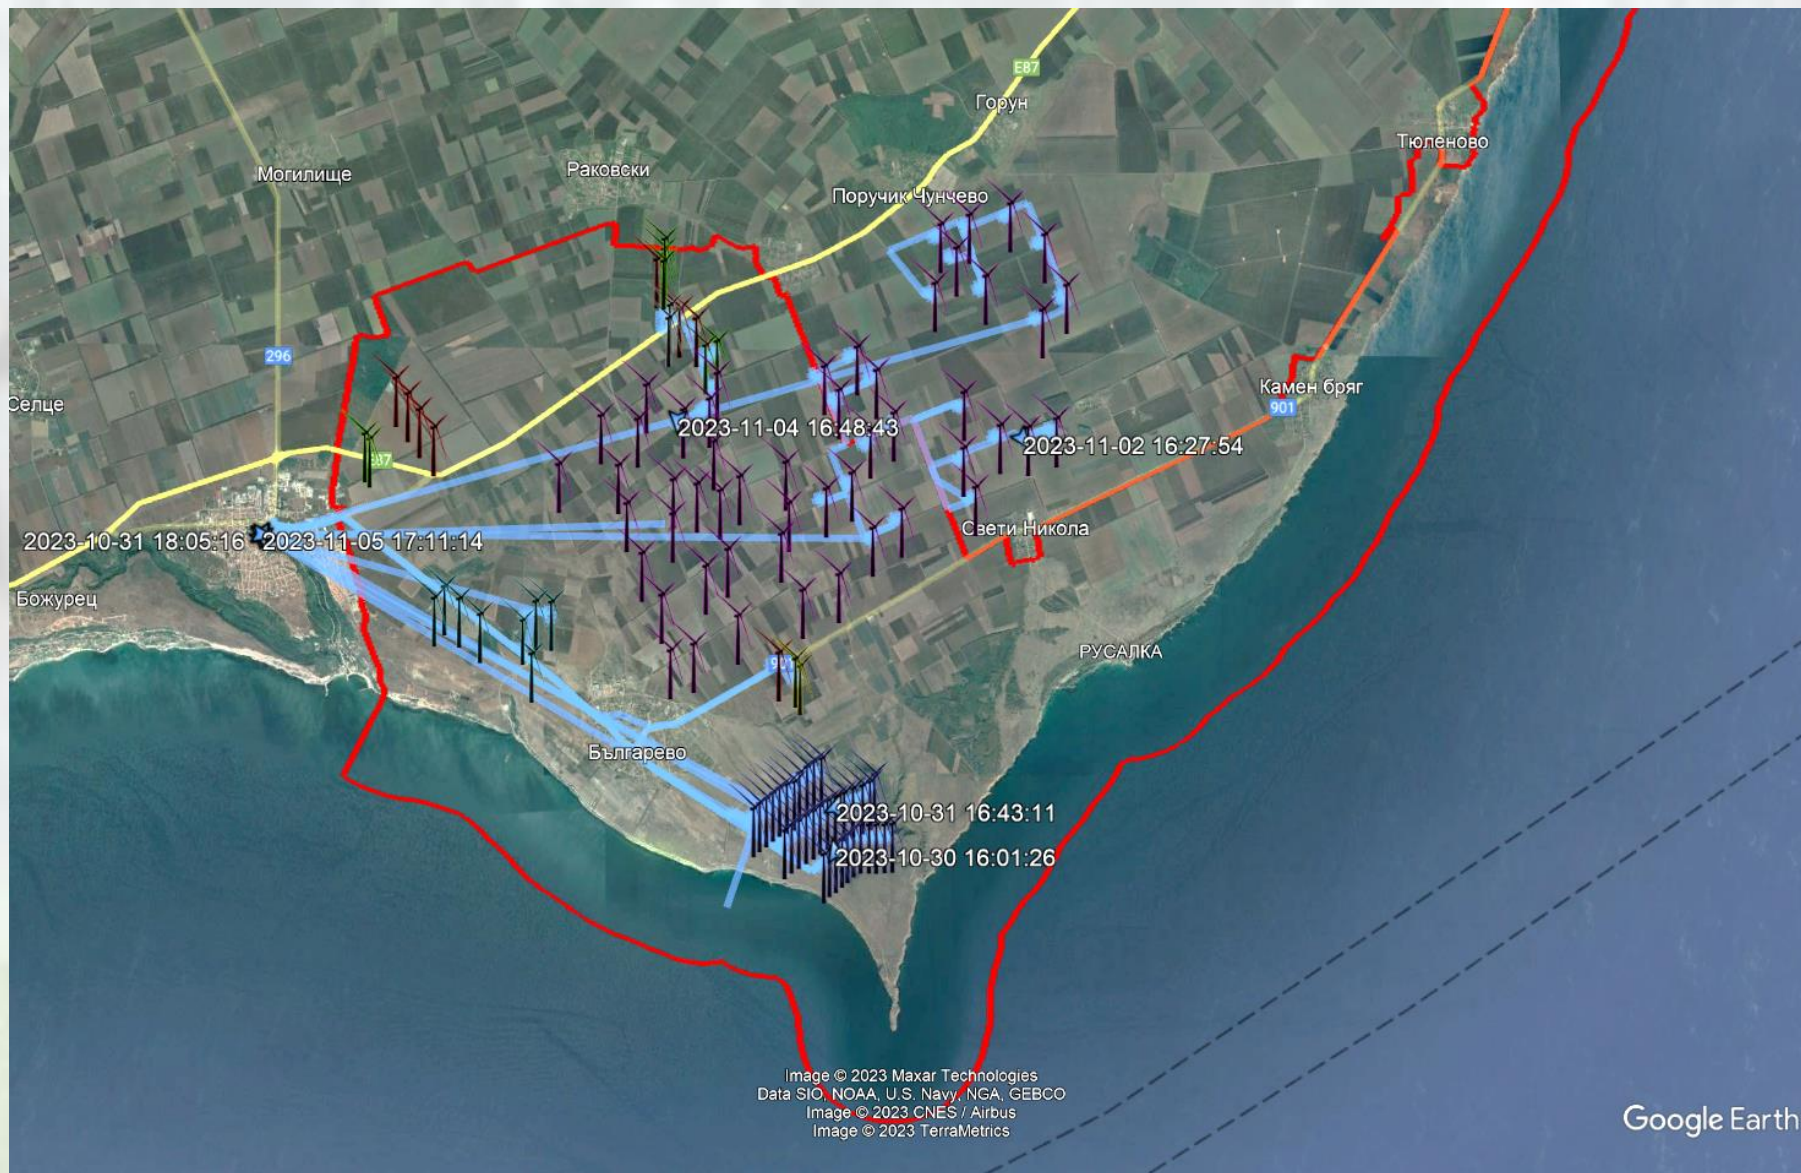 E87
Горун
Тюленово
Могилище
Раковски
Поручик Чунчево
296
Селце
Камен бряг
901
2023-11-04 16:48:43
2023-11-02 16:27:54
Свети Никола
2023-10-31 18:05:16
2023-11-05 17:11:14
Божурец
РУСАЛКА
901
Българево
2023-10-31 16:43:11
2023-10-30 16:01:26
Image © 2023 Maxar Technologies
Data SIO, NOAA, U.S. Navy, NGA, GEBCO
Image © 2023 CNES / Airbus
Image © 2023 TerraMetrics
Google Earth